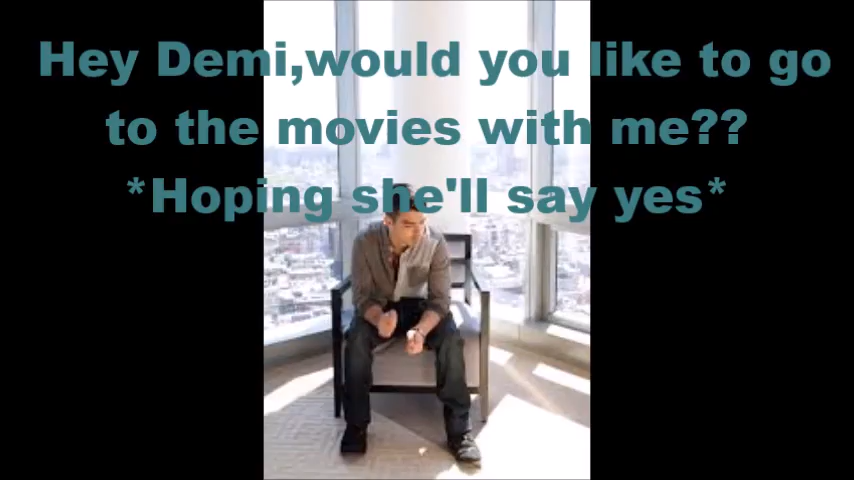 Hey Demi,would you like to go
to the movies with me??
*Hoping she'll say yes*